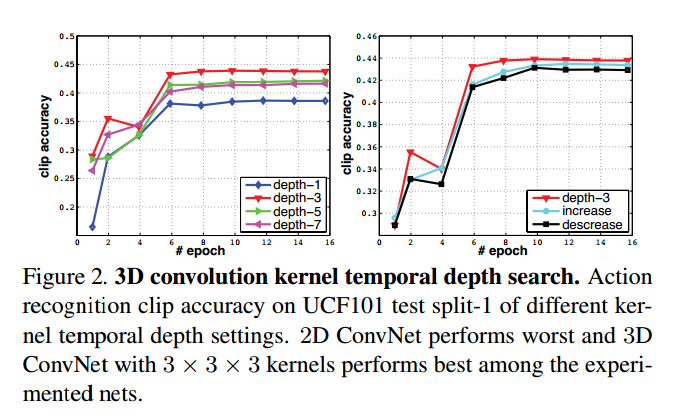 0.5
0.45
0.4
0.35
0.3
0.25
0.2
0 2 4 6 8 10 12 14 16
clip accuracy
# epoch
depth-1
depth-3
depth-5
depth-7
0.46
0.44
0.42
0.4
0.38
0.36
0.34
0.32
0.3
0 2 4 6 8 10 12 14 16
clip accuracy
# epoch
depth-3
increase
descrease
Figure 2. 3D convolution kernel temporal depth search. Action
recognition clip accuracy on UCF101 test split-1 of different ker-
nel temporal depth settings. 2D ConvNet performs worst and 3D
ConvNet with 3 × 3 × 3 kernels performs best among the experi-
mented nets.